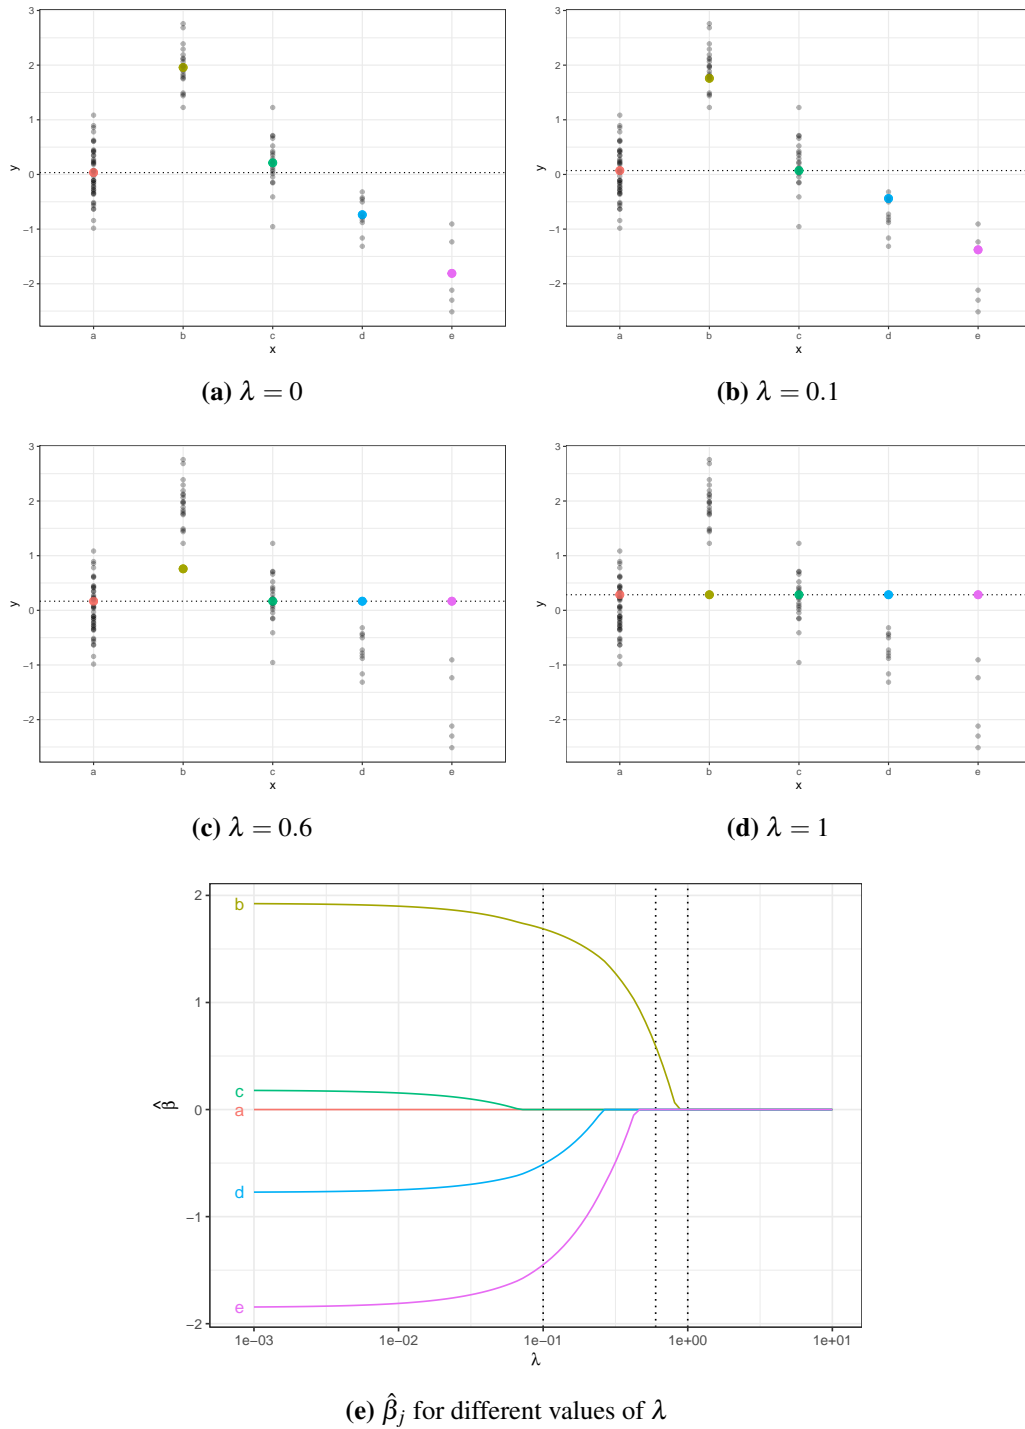 3
2
1
0
−1
−2
y
a b c d e
x
(a) λ = 0
3
2
1
0
−1
−2
y
a b c d e
x
(b) λ = 0.1
3
2
1
0
−1
−2
y
a b c d e
x
(c) λ = 0.6
3
2
1
0
−1
−2
y
a b c d e
x
(d) λ = 1
2
1
0
−1
−2
β̂
b
c
a
d
e
1e−03 1e−02 1e−01 1e+00 1e+01
λ
(e) β̂ⱼ for different values of λ